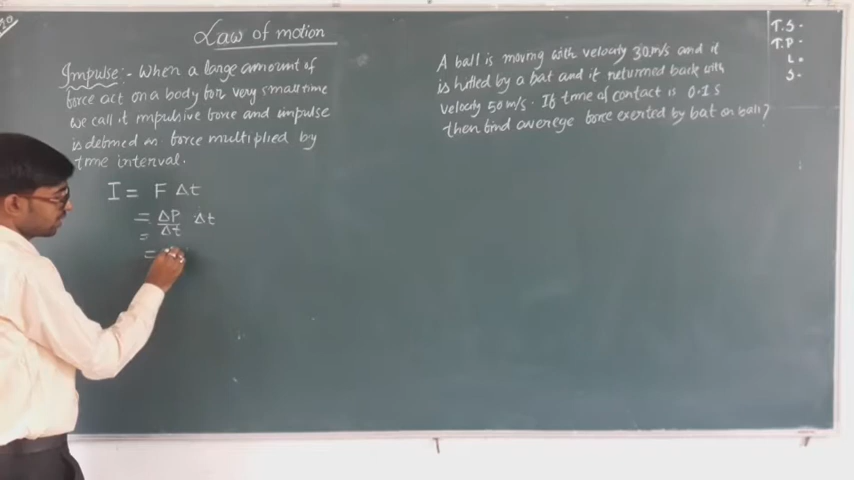 Law of motion
Impulse:- When a large amount of
force act on a body for very small time
we call it impulsive force and impulse
is defined as force multiplied by
time interval.
I = F Δt
= ΔP/Δt Δt
=
=
A ball is moving with velocity 30m/s and it
is hitted by a bat and it returned back with
velocity 50 m/s. If time of contact is 0.1 s
then find averege force exerted by bat on ball?
T.S-
T.P-
L-
S-